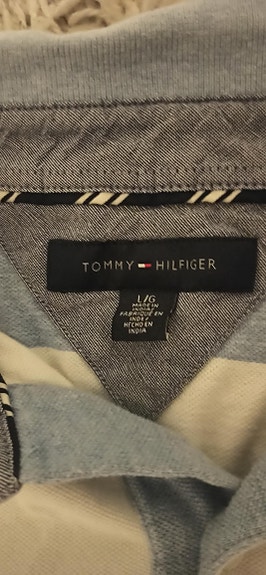 TOMMY HILFIGER
L/G
MADE IN
INDIA/
FABRIQUÉ EN
INDE/
HECHO EN
INDIA